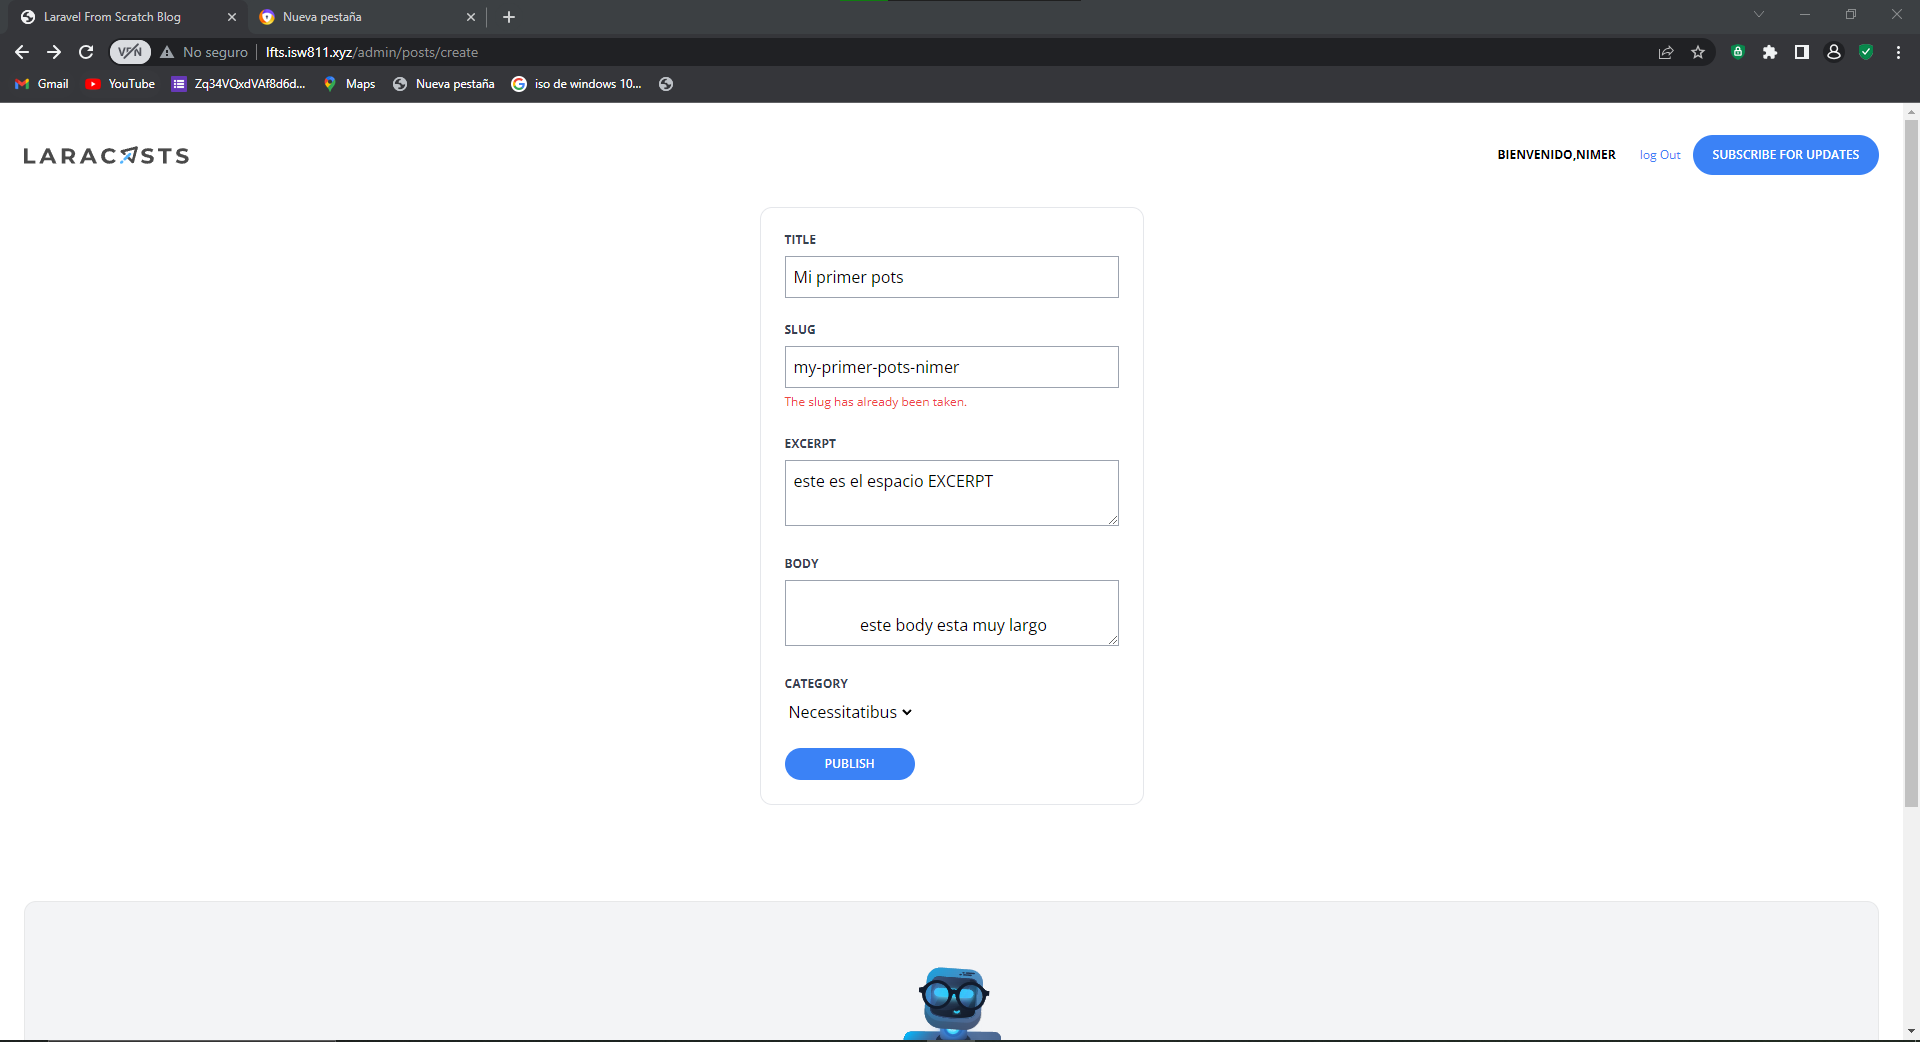 Laravel From Scratch Blog
Nueva pestaña
VPN
No seguro
lfts.isw811.xyz/admin/posts/create
Gmail
YouTube
Zq34VQxdVAf8d6d...
Maps
Nueva pestaña
iso de windows 10...
LARACASTS
BIENVENIDO,NIMER
log Out
SUBSCRIBE FOR UPDATES
TITLE
Mi primer pots
SLUG
my-primer-pots-nimer
The slug has already been taken.
EXCERPT
este es el espacio EXCERPT
BODY
este body esta muy largo
CATEGORY
Necessitatibus
PUBLISH